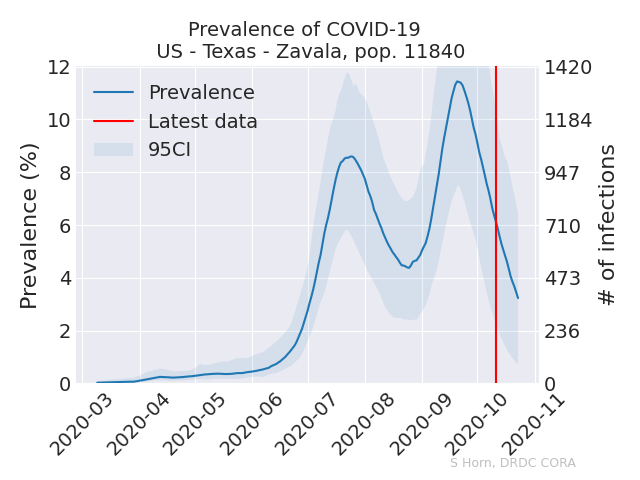 Prevalence of COVID-19
US - Texas - Zavala, pop. 11840
Prevalence
Latest data
95CI
Prevalence (%)
12
10
8
6
4
2
0
1420
1184
947
710
473
236
0
# of infections
2020-03
2020-04
2020-05
2020-06
2020-07
2020-08
2020-09
2020-10
2020-11
S Horn, DRDC CORA